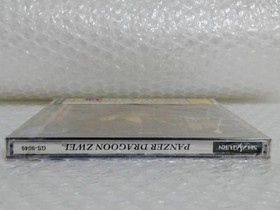 SEGA SATURN
PANZER DRAGOON ZWEI
GS-9049